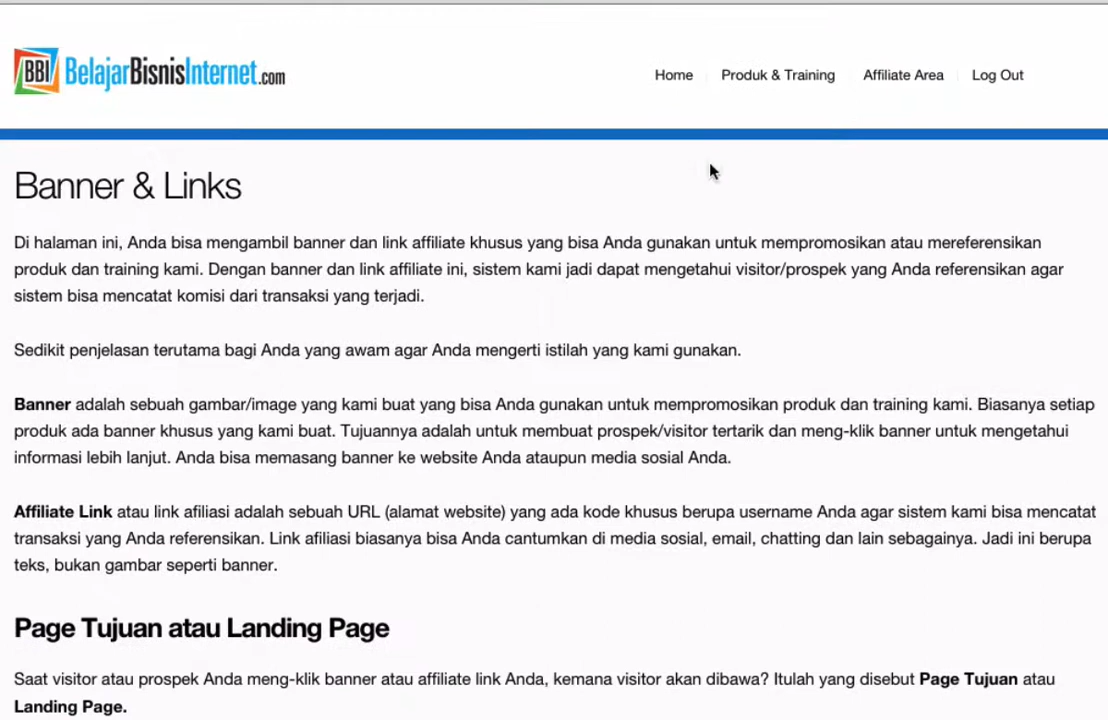 BBI BelajarBisnisInternet.com
Home Produk & Training Affiliate Area Log Out
Banner & Links
Di halaman ini, Anda bisa mengambil banner dan link affiliate khusus yang bisa Anda gunakan untuk mempromosikan atau mereferensikan
produk dan training kami. Dengan banner dan link affiliate ini, sistem kami jadi dapat mengetahui visitor/prospek yang Anda referensikan agar
sistem bisa mencatat komisi dari transaksi yang terjadi.
Sedikit penjelasan terutama bagi Anda yang awam agar Anda mengerti istilah yang kami gunakan.
Banner adalah sebuah gambar/image yang kami buat yang bisa Anda gunakan untuk mempromosikan produk dan training kami. Biasanya setiap
produk ada banner khusus yang kami buat. Tujuannya adalah untuk membuat prospek/visitor tertarik dan meng-klik banner untuk mengetahui
informasi lebih lanjut. Anda bisa memasang banner ke website Anda ataupun media sosial Anda.
Affiliate Link atau link afiliasi adalah sebuah URL (alamat website) yang ada kode khusus berupa username Anda agar sistem kami bisa mencatat
transaksi yang Anda referensikan. Link afiliasi biasanya bisa Anda cantumkan di media sosial, email, chatting dan lain sebagainya. Jadi ini berupa
teks, bukan gambar seperti banner.
Page Tujuan atau Landing Page
Saat visitor atau prospek Anda meng-klik banner atau affiliate link Anda, kemana visitor akan dibawa? Itulah yang disebut Page Tujuan atau
Landing Page.